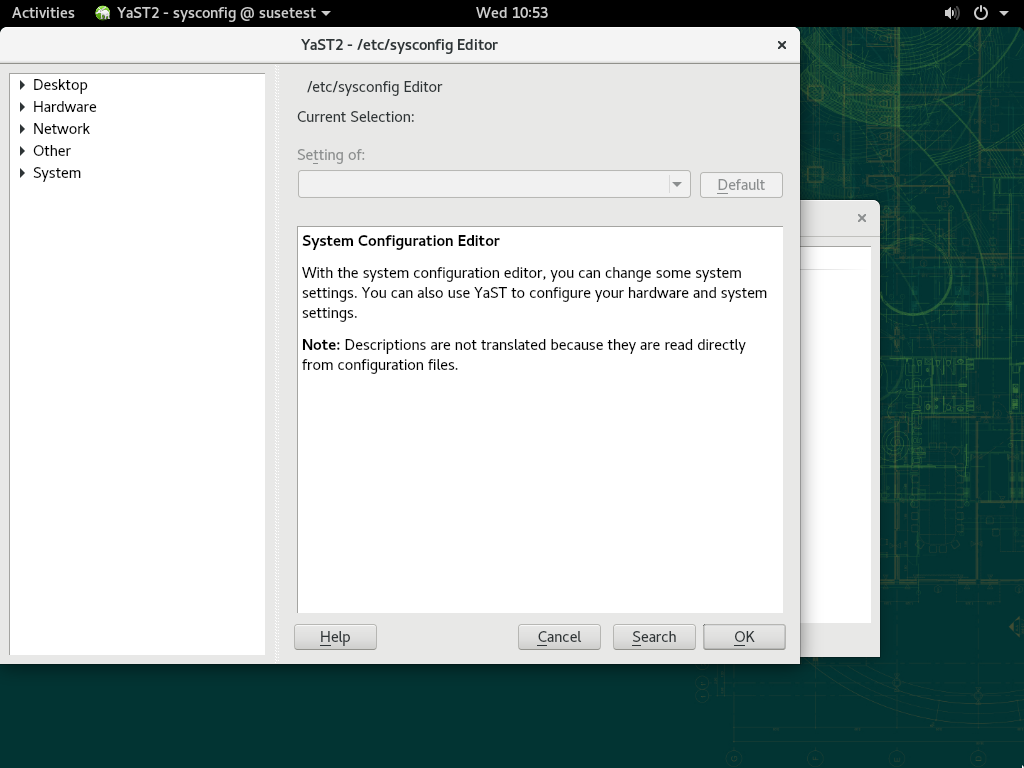 Activities YaST2 - sysconfig @ susetest Wed 10:53
YaST2 - /etc/sysconfig Editor
Desktop
Hardware
Network
Other
System
/etc/sysconfig Editor
Current Selection:
Setting of:
Default
System Configuration Editor
With the system configuration editor, you can change some system
settings. You can also use YaST to configure your hardware and system
settings.
Note: Descriptions are not translated because they are read directly
from configuration files.
Help Cancel Search OK